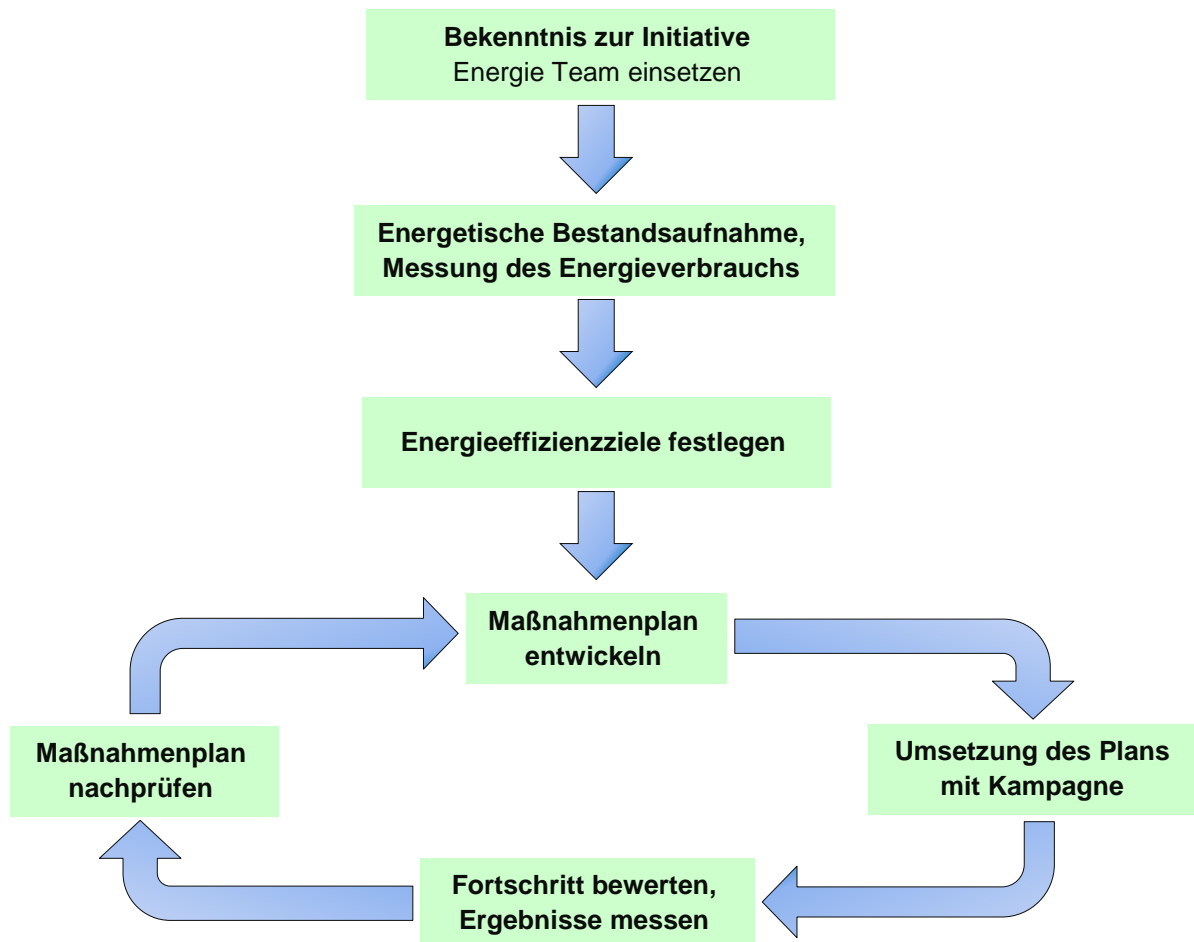 Bekenntnis zur Initiative
Energie Team einsetzen
Energetische Bestandsaufnahme,
Messung des Energieverbrauchs
Energieeffizienzziele festlegen
Maßnahmenplan
entwickeln
Umsetzung des Plans
mit Kampagne
Fortschritt bewerten,
Ergebnisse messen
Maßnahmenplan
nachprüfen